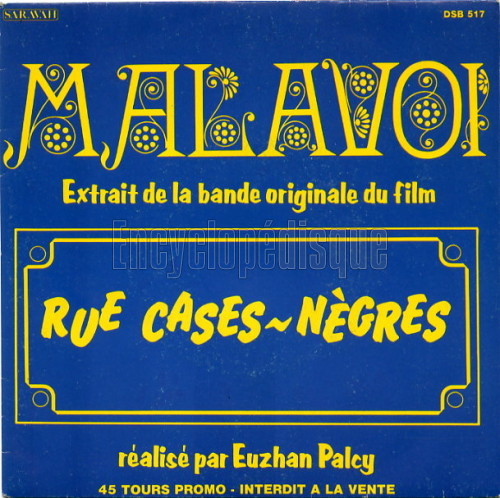 SARAVAH
DSB 517
MALAVOI
Extrait de la bande originale du film
Encyclopédisque
RUE CASES~NÈGRES
réalisé par Euzhan Palcy
45 TOURS PROMO - INTERDIT A LA VENTE